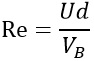 Re = Ud / V_B